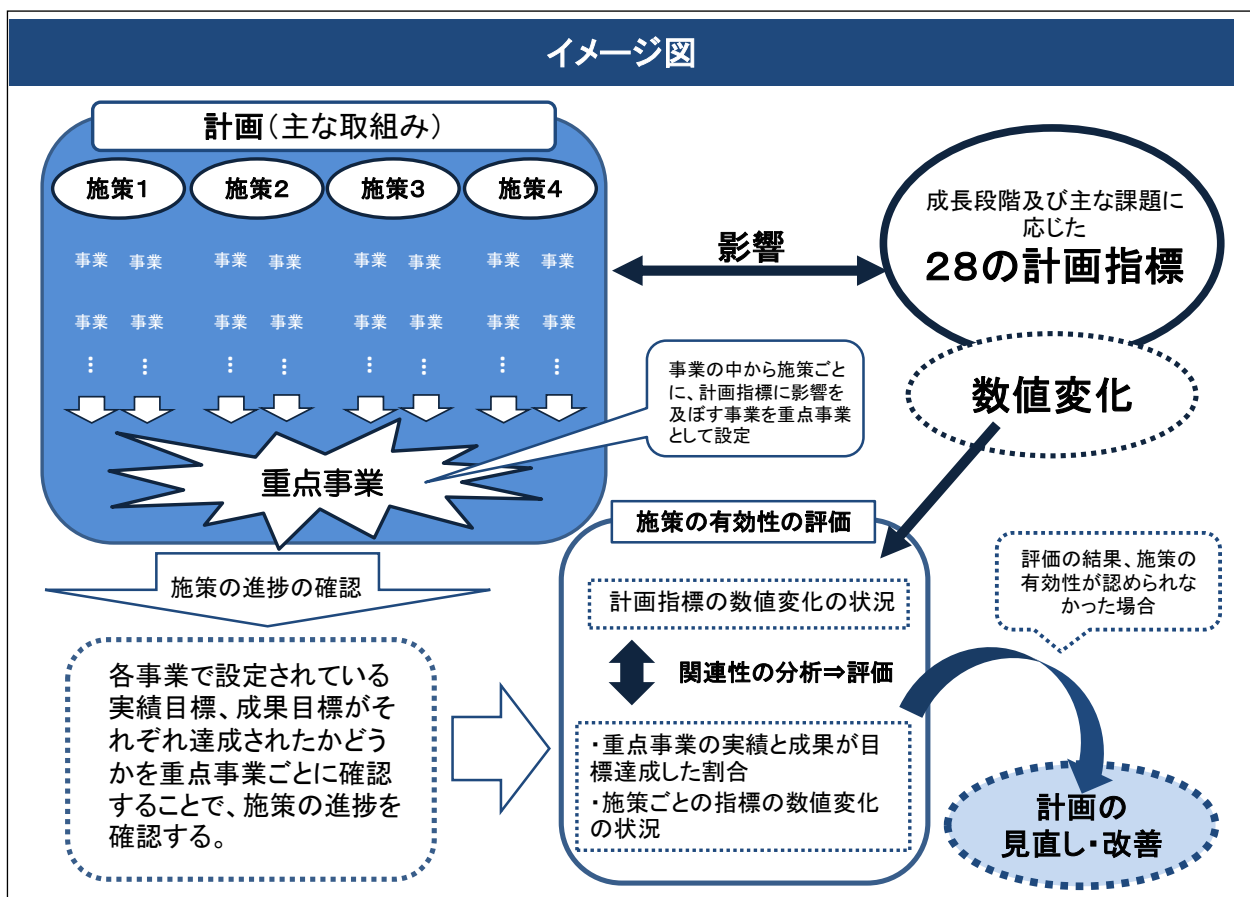 イメージ図
計画（主な取組み）
施策１
施策２
施策３
施策４
事業 事業 事業 事業 事業 事業 事業 事業
事業 事業 事業 事業 事業 事業 事業 事業
… … … … … … … …
重点事業
事業の中から施策ごと
に、計画指標に影響を
及ぼす事業を重点事業
として設定
影響
成長段階及び主な課題に
応じた
２８の計画指標
数値変化
施策の進捗の確認
各事業で設定されている
実績目標、成果目標がそ
れぞれ達成されたかどう
かを重点事業ごとに確認
することで、施策の進捗を
確認する。
施策の有効性の評価
計画指標の数値変化の状況
関連性の分析⇒評価
・重点事業の実績と成果が目
標達成した割合
・施策ごとの指標の数値変化
の状況
評価の結果、施策の
有効性が認められな
かった場合
計画の
見直し・改善